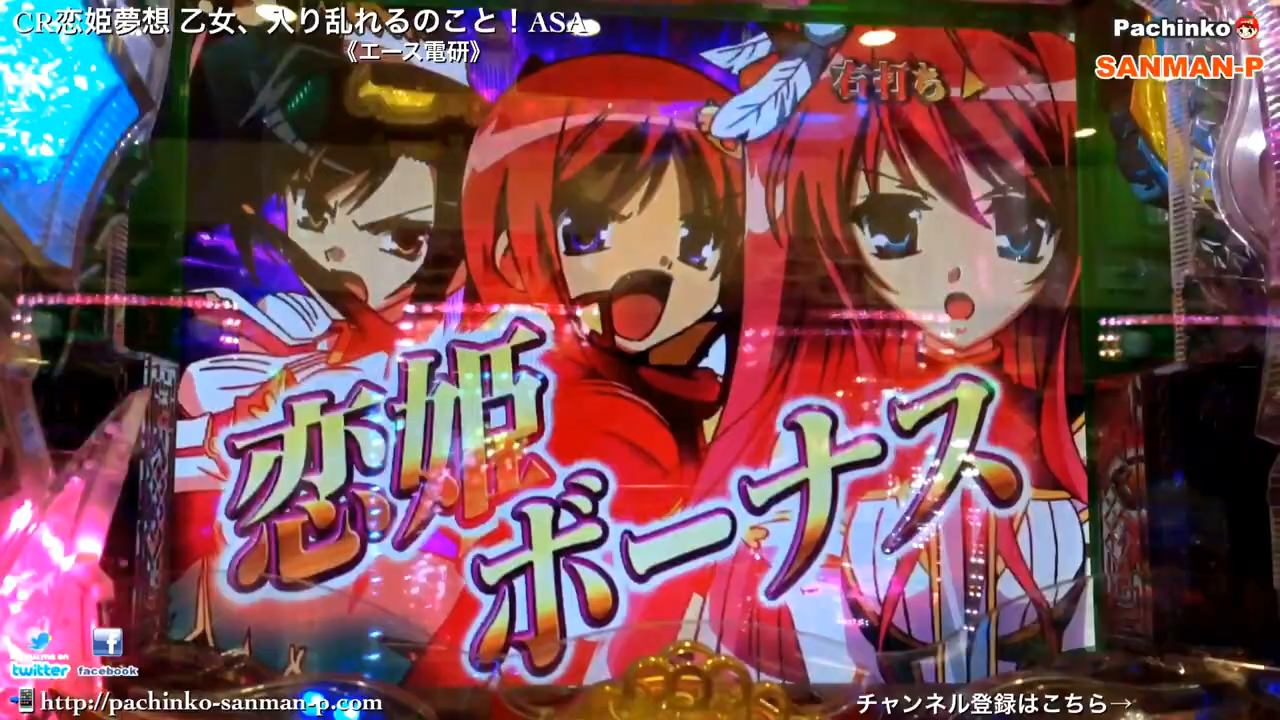 CR恋姫夢想 乙女、入り乱れるのこと！ASA
《エース電研》
Pachinko
SANMAN-P
右打ち
恋姫
ボーナス
twitter
facebook
http://pachinko-sanman-p.com
チャンネル登録はこちら→